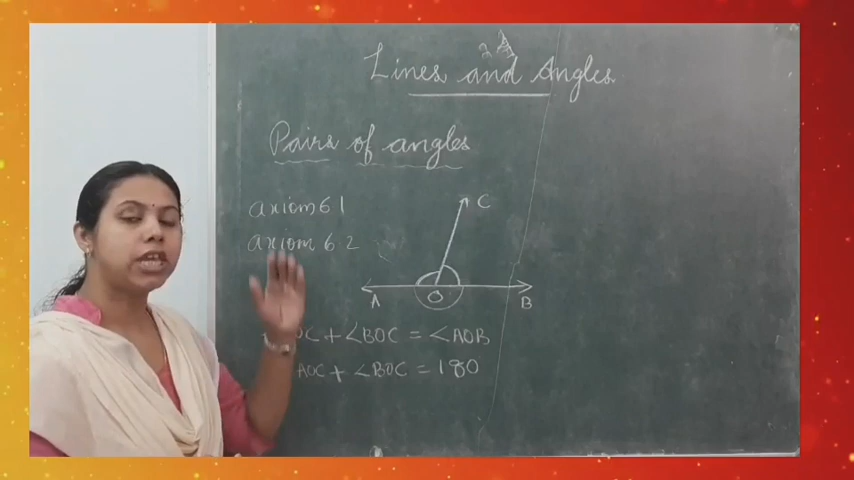 Lines and Angles
Pairs of angles
axiom 6 1
axiom 6.2
C
A O B
OC + ∠BOC = ∠AOB
AOC + ∠BOC = 180